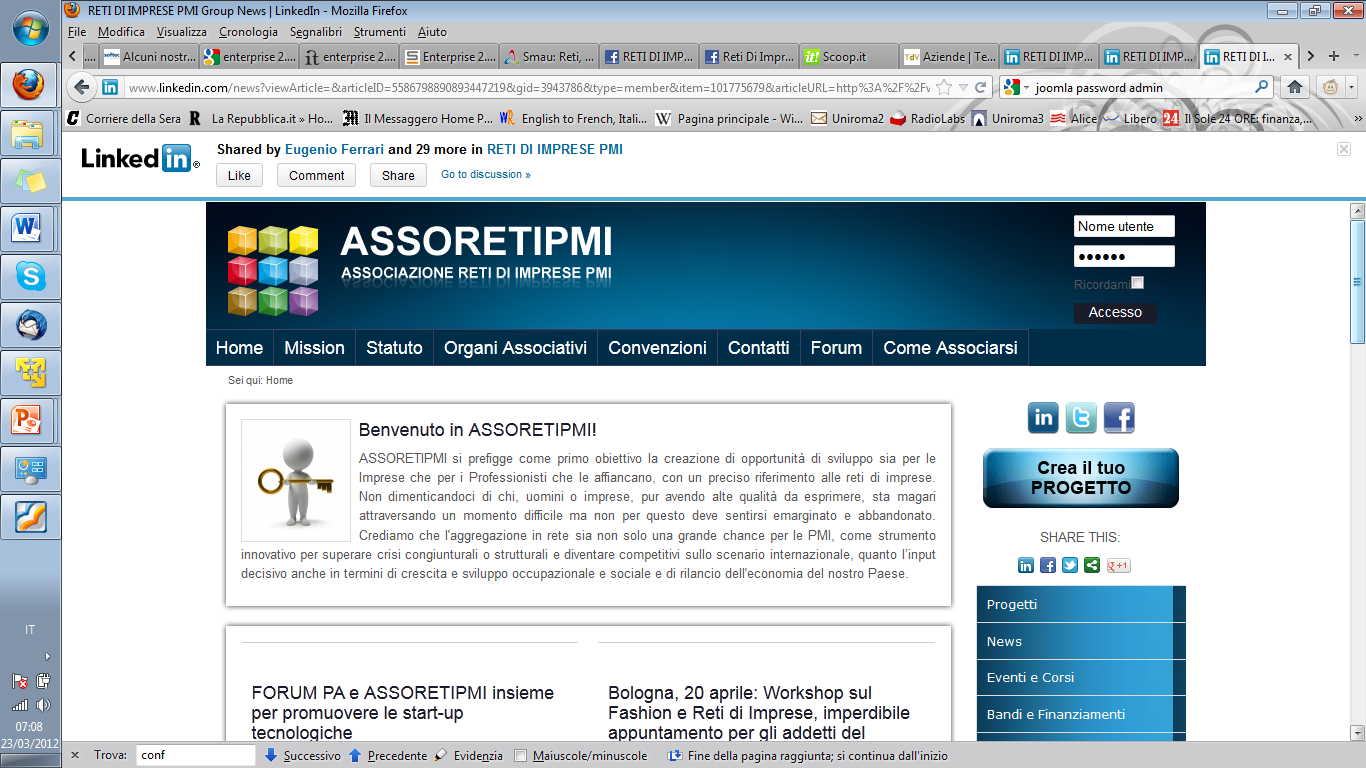 RETI DI IMPRESE PMI Group News | LinkedIn - Mozilla Firefox
File Modifica Visualizza Cronologia Segnalibri Strumenti Aiuto
softec Alcuni nostr... enterprise 2.... enterprise 2.... Enterprise 2.... Smau: Reti, ... RETI DI IMP... Reti Di Impr... it! Scoop.it TdV Aziende | Te... RETI DI IMP... RETI DI IMP... RETI DI I...
www.linkedin.com/news?viewArticle=&articleID=5586798890893447219&gid=3943786&type=member&item=101775679&articleURL=http%3A%2F%2Fv joomla password admin
Corriere della Sera La Repubblica.it » Ho... Il Messaggero Home P... English to French, Itali... Pagina principale - Wi... Uniroma2 RadioLabs Uniroma3 Alice Libero 24 Il Sole 24 ORE: finanza,...
Linked in ®
Shared by Eugenio Ferrari and 29 more in RETI DI IMPRESE PMI
Like Comment Share Go to discussion »
ASSORETIPMI
ASSOCIAZIONE RETI DI IMPRESE PMI
Nome utente
Ricordami
Accesso
Home Mission Statuto Organi Associativi Convenzioni Contatti Forum Come Associarsi
Sei qui: Home
Benvenuto in ASSORETIPMI!
ASSORETIPMI si prefigge come primo obiettivo la creazione di opportunità di sviluppo sia per le
Imprese che per i Professionisti che le affiancano, con un preciso riferimento alle reti di imprese.
Non dimenticandoci di chi, uomini o imprese, pur avendo alte qualità da esprimere, sta magari
attraversando un momento difficile ma non per questo deve sentirsi emarginato e abbandonato.
Crediamo che l'aggregazione in rete sia non solo una grande chance per le PMI, come strumento
innovativo per superare crisi congiunturali o strutturali e diventare competitivi sullo scenario internazionale, quanto l'input
decisivo anche in termini di crescita e sviluppo occupazionale e sociale e di rilancio dell'economia del nostro Paese.
FORUM PA e ASSORETIPMI insieme
per promuovere le start-up
tecnologiche
Bologna, 20 aprile: Workshop sul
Fashion e Reti di Imprese, imperdibile
appuntamento per gli addetti del
Crea il tuo
PROGETTO
SHARE THIS:
+1
Progetti
News
Eventi e Corsi
Bandi e Finanziamenti
Trova: conf Successivo Precedente Evidenzia Maiuscole/minuscole Fine della pagina raggiunta; si continua dall'inizio
IT
07:08
23/03/2012